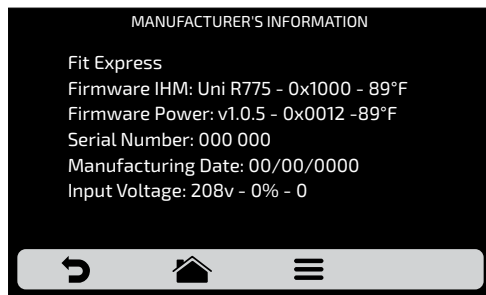 MANUFACTURER'S INFORMATION
Fit Express
Firmware IHM: Uni R775 - 0x1000 - 89°F
Firmware Power: v1.0.5 - 0x0012 -89°F
Serial Number: 000 000
Manufacturing Date: 00/00/0000
Input Voltage: 208v - 0% - 0